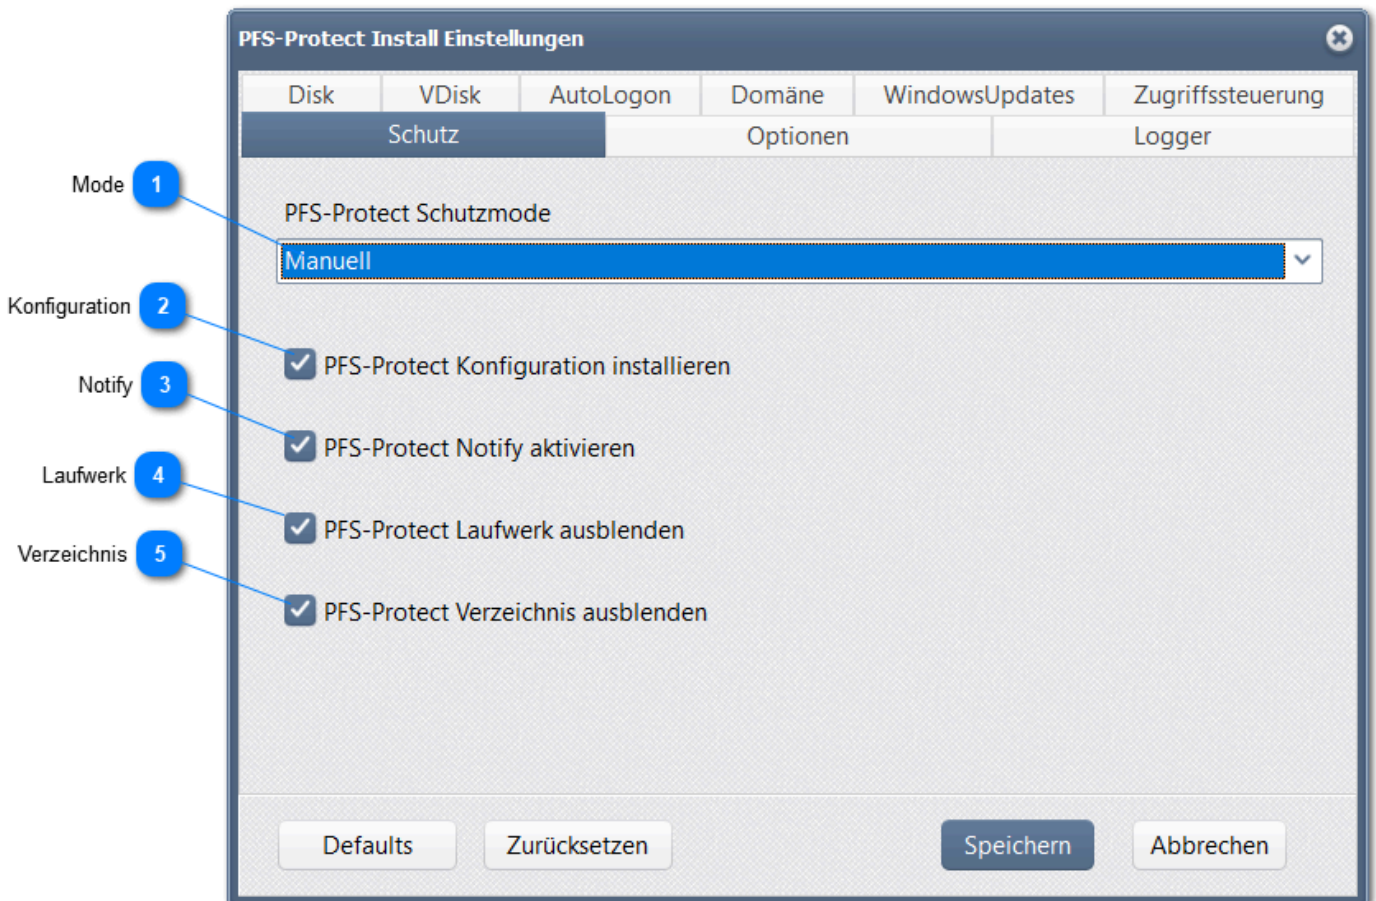 PFS-Protect Install Einstellungen
Disk VDisk AutoLogon Domäne WindowsUpdates Zugriffssteuerung
Schutz Optionen Logger
Mode 1
PFS-Protect Schutzmode
Manuell
Konfiguration 2
PFS-Protect Konfiguration installieren
Notify 3
PFS-Protect Notify aktivieren
Laufwerk 4
PFS-Protect Laufwerk ausblenden
Verzeichnis 5
PFS-Protect Verzeichnis ausblenden
Defaults Zurücksetzen Speichern Abbrechen